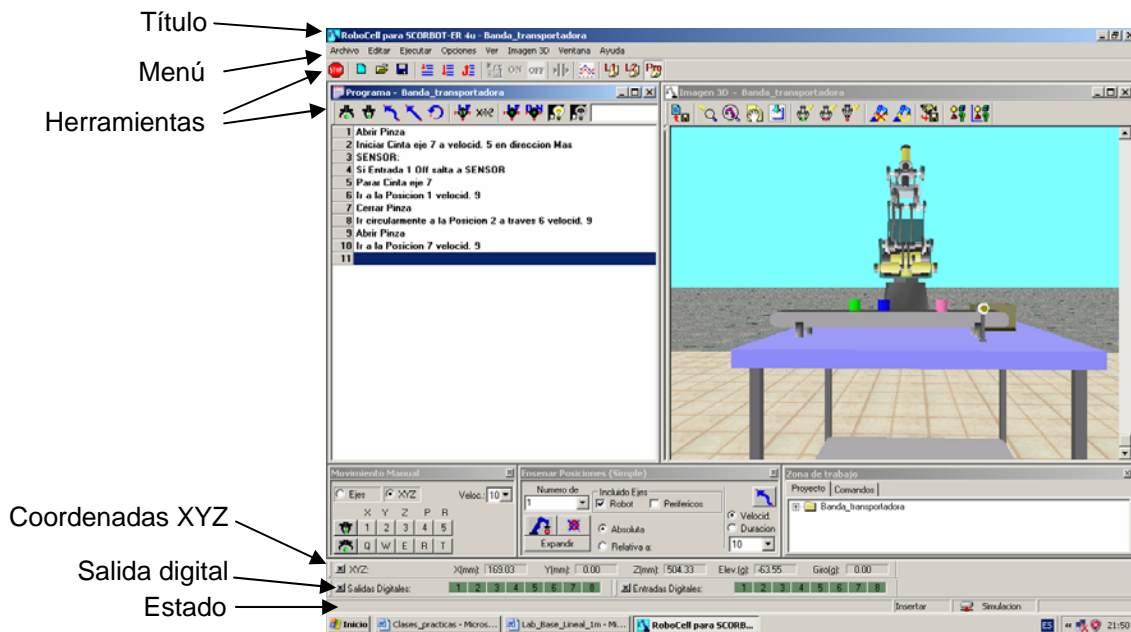 Título
Menú
Herramientas
Coordenadas XYZ
Salida digital
Estado
RoboCell para SCORBOT-ER 4u - Banda_transportadora
Archivo Editar Ejecutar Opciones Ver Imagen 3D Ventana Ayuda
STOP ON OFF
Programa - Banda_transportadora
1 Abrir Pinza
2 Iniciar Cinta eje 7 a velocid. 5 en direccion Mas
3 SENSOR:
4 Si Entrada 1 Off salta a SENSOR
5 Parar Cinta eje 7
6 Ir a la Posicion 1 velocid. 9
7 Cerrar Pinza
8 Ir circularmente a la Posicion 2 a traves 6 velocid. 9
9 Abrir Pinza
10 Ir a la Posicion 7 velocid. 9
11
Imagen 3D - Banda_transportadora
Movimiento Manual
Ejes XYZ Veloc.: 10
X Y Z P R
1 2 3 4 5
Q W E R T
Ensenar Posiciones (Simple)
Numero de Incluido Ejes
1 Robot Perifericos
Absoluta
Expandir Relativa a:
Velocid.
Duracion
10
Zona de trabajo
Proyecto Comandos
Banda_transportadora
XYZ: X(mm): 169.03 Y(mm): 0.00 Z(mm): 504.33 Elev.(g): -63.55 Giro(g): 0.00
Salidas Digitales: 1 2 3 4 5 6 7 8 Entradas Digitales: 1 2 3 4 5 6 7 8
Insertar Simulacion
Inicio Clases_practicas - Micros... Lab_Base_Lineal_1m - Mi... RoboCell para SCORB... ES 21:50